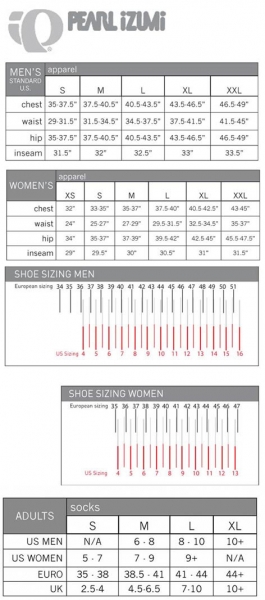 PEARL iZUMi
MEN'S STANDARD U.S. apparel
S M L XL XXL
chest 35-37.5" 37.5-40.5" 40.5-43.5" 43.5-46.5" 46.5-49"
waist 29-31.5" 31.5-34.5" 34.5-37.5" 37.5-41.5" 41.5-45"
hip 35-37.5" 37.5-40.5" 40.5-43.5" 43.5-46.5" 46.5-49"
inseam 31.5" 32" 32.5" 33" 33.5"
WOMEN'S apparel
XS S M L XL XXL
chest 32" 33-35" 35-37" 37.5-40.5" 40.5-42.5" 43-45"
waist 24" 25-27" 27-29" 29.5-31.5" 32.5-34.5" 35-37"
hip 34" 35-37" 37-39" 39.5-42" 42.5-45" 45.5-47.5"
inseam 29" 29.5" 30" 30.5" 31" 31.5"
SHOE SIZING MEN
European sizing 34 35 36 39 40 41 42 43 44 45 46 47 48 49 50 51
US Sizing 4 5 6 7 8 9 10 11 12 13 14 15 16
SHOE SIZING WOMEN
European sizing 35 36 37 38 39 40 41 42 43 44 45 46 47
US Sizing 4 5 6 7 8 9 10 11 12 13
ADULTS socks
S M L XL
US MEN N/A 6 - 8 8 - 10 10+
US WOMEN 5 - 7 7 - 9 9+ N/A
EURO 35 - 38 38.5 - 41 41 - 44 44+
UK 2.5-4 4.5-6.5 7-10 10+